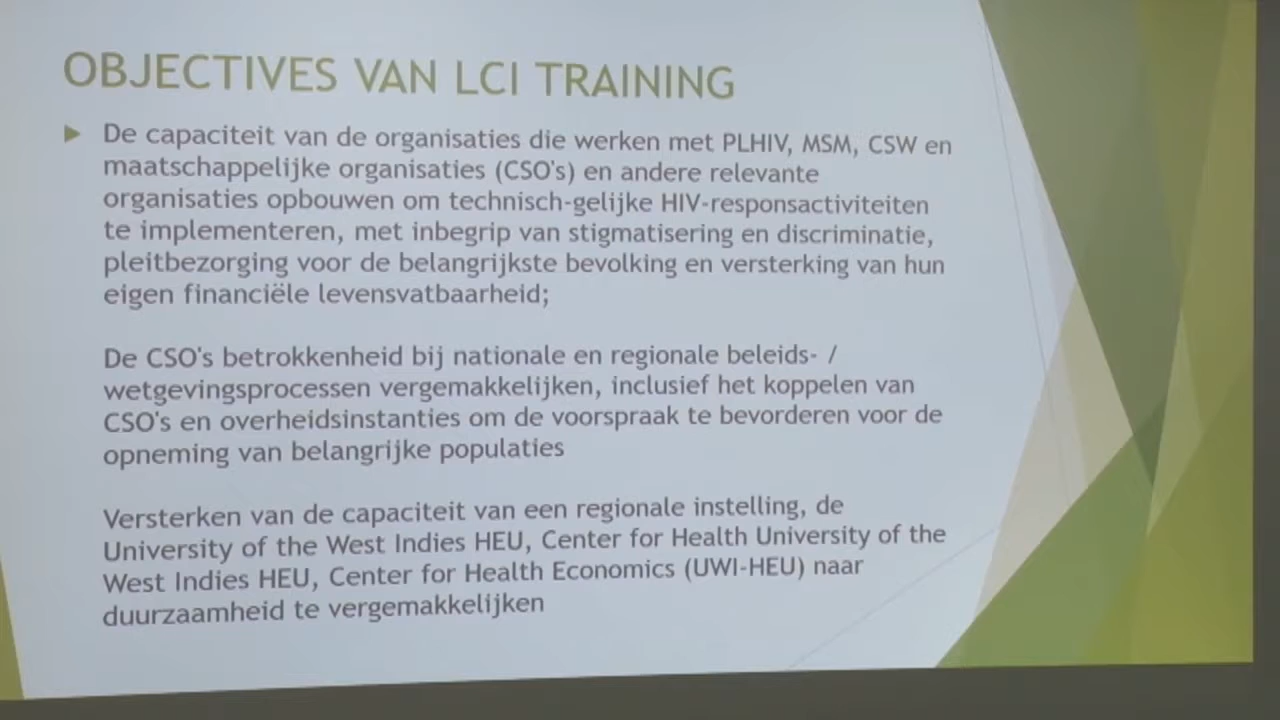 OBJECTIVES VAN LCI TRAINING
De capaciteit van de organisaties die werken met PLHIV, MSM, CSW en
maatschappelijke organisaties (CSO's) en andere relevante
organisaties opbouwen om technisch-gelijke HIV-responsactiviteiten
te implementeren, met inbegrip van stigmatisering en discriminatie,
pleitbezorging voor de belangrijkste bevolking en versterking van hun
eigen financiële levensvatbaarheid;
De CSO's betrokkenheid bij nationale en regionale beleids- /
wetgevingsprocessen vergemakkelijken, inclusief het koppelen van
CSO's en overheidsinstanties om de voorspraak te bevorderen voor de
opneming van belangrijke populaties
Versterken van de capaciteit van een regionale instelling, de
University of the West Indies HEU, Center for Health University of the
West Indies HEU, Center for Health Economics (UWI-HEU) naar
duurzaamheid te vergemakkelijken